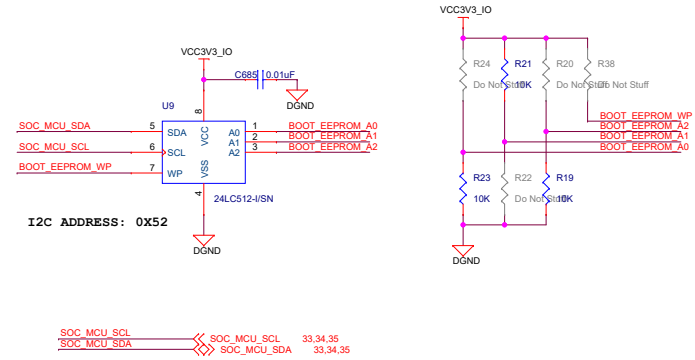 VCC3V3_IO
VCC3V3_IO
R24 R21 R20 R38
C685 0.01uF
Do Not Stuff 10K Do Not Stuff Do Not Stuff
U9
DGND
8
BOOT_EEPROM_WP
SOC_MCU_SDA 5 SDA VCC A0 1 BOOT_EEPROM_A0
BOOT_EEPROM_A2
A1 2 BOOT_EEPROM_A1
BOOT_EEPROM_A1
SOC_MCU_SCL 6 SCL A2 3 BOOT_EEPROM_A2
BOOT_EEPROM_A0
BOOT_EEPROM_WP 7 WP VSS
R23 R22 R19
4
24LC512-I/SN
10K Do Not Stuff 10K
I2C ADDRESS: 0X52
DGND
DGND
SOC_MCU_SCL SOC_MCU_SCL 33,34,35
SOC_MCU_SDA SOC_MCU_SDA 33,34,35